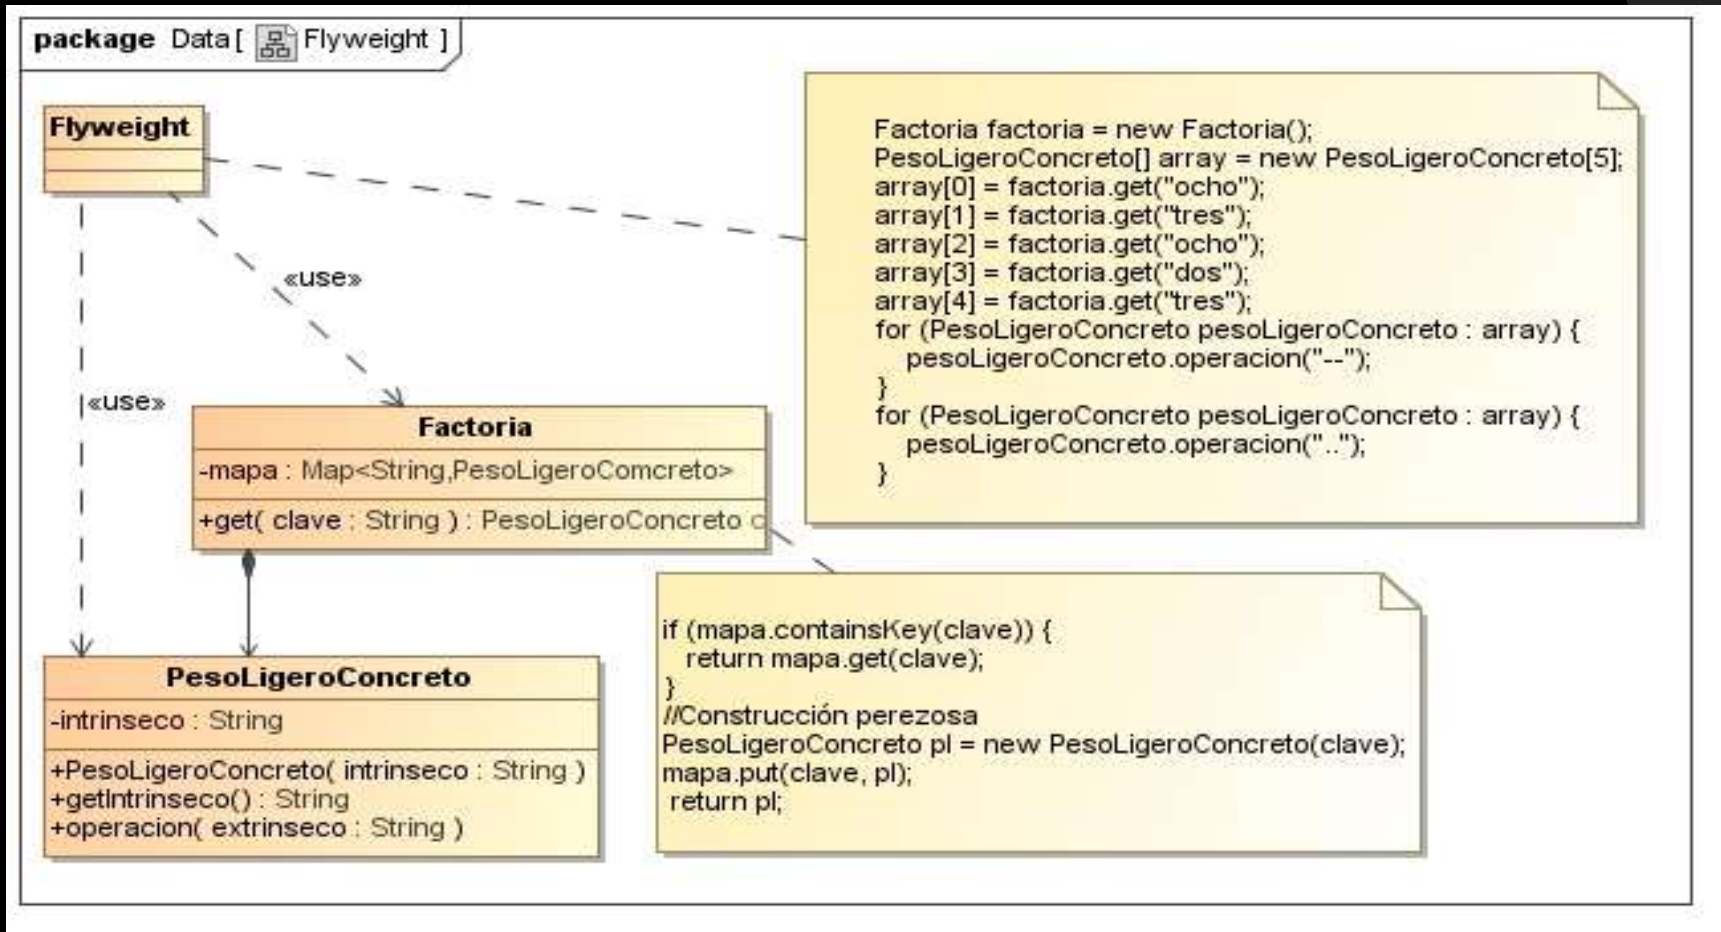 package Data[ Flyweight ]
Flyweight
Factoria factoria = new Factoria();
PesoLigeroConcreto[] array = new PesoLigeroConcreto[5];
array[0] = factoria.get("ocho");
array[1] = factoria.get("tres");
array[2] = factoria.get("ocho");
array[3] = factoria.get("dos");
array[4] = factoria.get("tres");
for (PesoLigeroConcreto pesoLigeroConcreto : array) {
pesoLigeroConcreto.operacion("--");
}
for (PesoLigeroConcreto pesoLigeroConcreto : array) {
pesoLigeroConcreto.operacion("..");
}
«use»
«use»
Factoria
-mapa : Map<String,PesoLigeroComcreto>
+get( clave : String ) : PesoLigeroConcreto
if (mapa.containsKey(clave)) {
return mapa.get(clave);
}
//Construcción perezosa
PesoLigeroConcreto pl = new PesoLigeroConcreto(clave);
mapa.put(clave, pl);
return pl;
PesoLigeroConcreto
-intrinseco : String
+PesoLigeroConcreto( intrinseco : String )
+getIntrinseco() : String
+operacion( extrinseco : String )